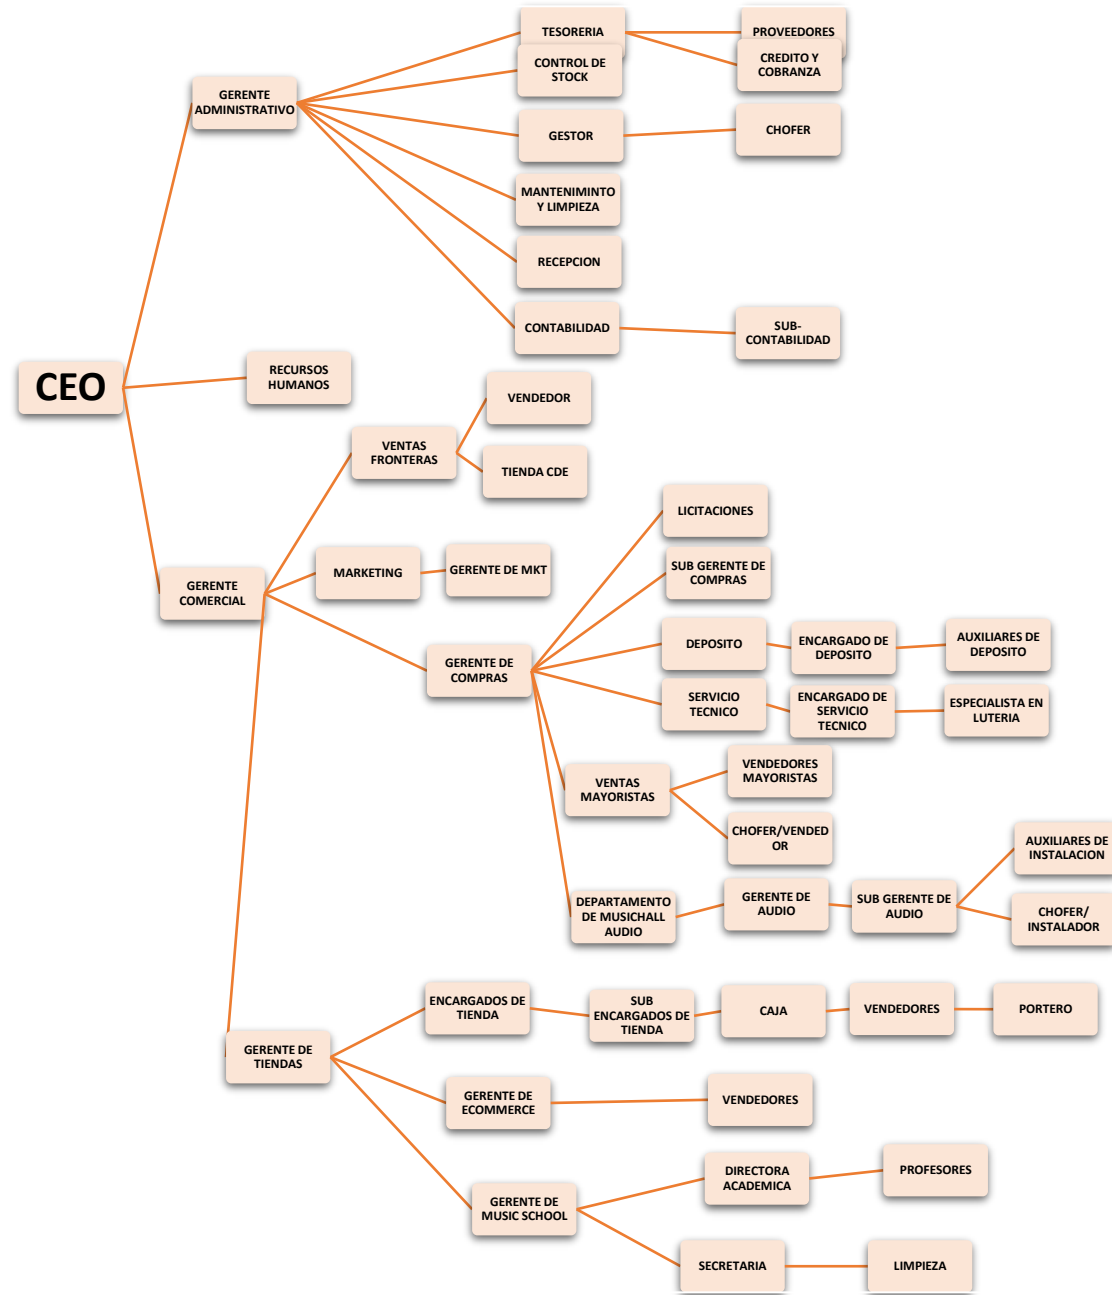 TESORERIA
PROVEEDORES
CONTROL DE
STOCK
CREDITO Y
COBRANZA
GERENTE
ADMINISTRATIVO
GESTOR
CHOFER
MANTENIMINTO
Y LIMPIEZA
RECEPCION
CONTABILIDAD
SUB-
CONTABILIDAD
CEO
RECURSOS
HUMANOS
VENDEDOR
VENTAS
FRONTERAS
TIENDA CDE
LICITACIONES
MARKETING
GERENTE DE MKT
SUB GERENTE DE
COMPRAS
GERENTE
COMERCIAL
GERENTE DE
COMPRAS
DEPOSITO
ENCARGADO DE
DEPOSITO
AUXILIARES DE
DEPOSITO
SERVICIO
TECNICO
ENCARGADO DE
SERVICIO
TECNICO
ESPECIALISTA EN
LUTERIA
VENTAS
MAYORISTAS
VENDEDORES
MAYORISTAS
CHOFER/VENDED
OR
AUXILIARES DE
INSTALACION
DEPARTAMENTO
DE MUSICHALL
AUDIO
GERENTE DE
AUDIO
SUB GERENTE DE
AUDIO
CHOFER/
INSTALADOR
ENCARGADOS DE
TIENDA
SUB
ENCARGADOS DE
TIENDA
CAJA
VENDEDORES
PORTERO
GERENTE DE
TIENDAS
GERENTE DE
ECOMMERCE
VENDEDORES
DIRECTORA
ACADEMICA
PROFESORES
GERENTE DE
MUSIC SCHOOL
SECRETARIA
LIMPIEZA